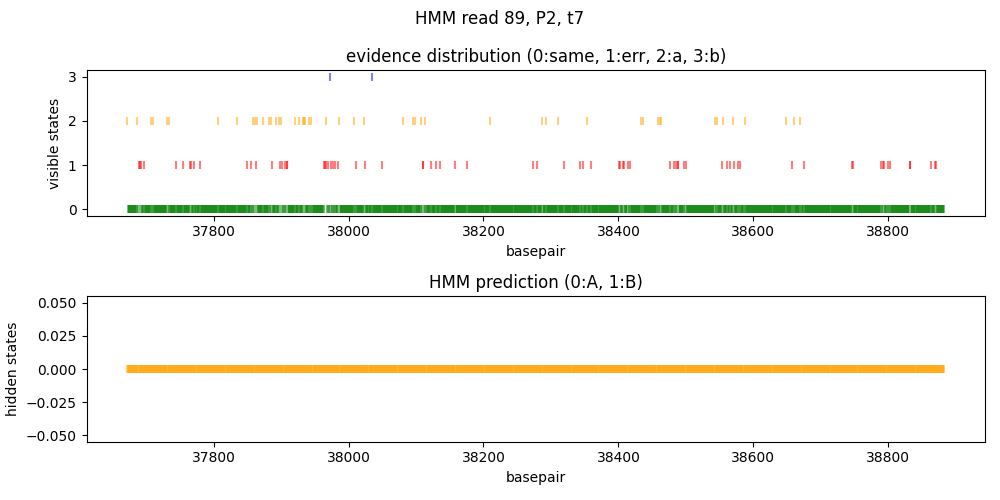 HMM read 89, P2, t7
evidence distribution (0:same, 1:err, 2:a, 3:b)
visible states
3
2
1
0
37800 38000 38200 38400 38600 38800
basepair
HMM prediction (0:A, 1:B)
hidden states
0.050
0.025
0.000
−0.025
−0.050
37800 38000 38200 38400 38600 38800
basepair